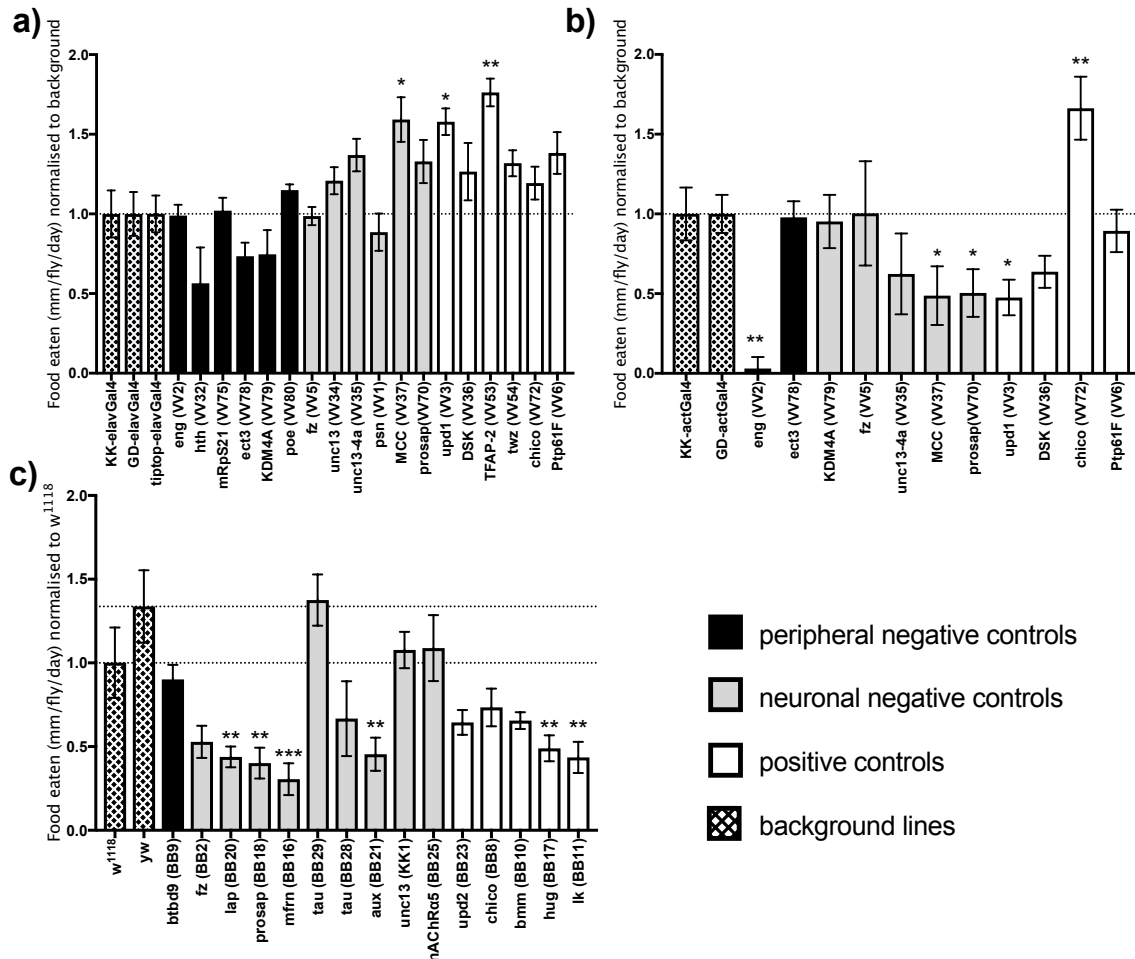 a)
Food eaten (mm/fly/day) normalised to background
2.0
1.5
1.0
0.5
0.0
*
*
**
KK-elavGal4
GD-elavGal4
tiptop-elavGal4
eng (VV2)
hth (VV32)
mRpS21 (VV75)
ect3 (VV78)
KDM4A (VV79)
poe (VV80)
fz (VV5)
unc13 (VV34)
unc13-4a (VV35)
psn (VV1)
MCC (VV37)
prosap(VV70)
upd1 (VV3)
DSK (VV36)
TFAP-2 (VV53)
twz (VV54)
chico (VV72)
Ptp61F (VV6)
b)
Food eaten (mm/fly/day) normalised to background
2.0
1.5
1.0
0.5
0.0
**
*
*
*
**
KK-actGal4
GD-actGal4
eng (VV2)
ect3 (VV78)
KDM4A (VV79)
fz (VV5)
unc13-4a (VV35)
MCC (VV37)
prosap(VV70)
upd1 (VV3)
DSK (VV36)
chico (VV72)
Ptp61F (VV6)
c)
Food eaten (mm/fly/day) normalised to w1118
2.0
1.5
1.0
0.5
0.0
**
**
***
**
**
**
w1118
yw
btbd9 (BB9)
fz (BB2)
lap (BB20)
prosap (BB18)
mfrn (BB16)
tau (BB29)
tau (BB28)
aux (BB21)
unc13 (KK1)
nAChRα5 (BB25)
upd2 (BB23)
chico (BB8)
bmm (BB10)
hug (BB17)
lk (BB11)
peripheral negative controls
neuronal negative controls
positive controls
background lines